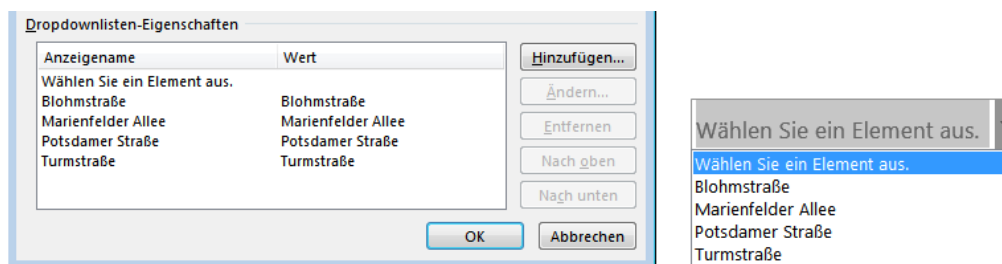 Dropdownlisten-Eigenschaften
Anzeigename Wert
Wählen Sie ein Element aus.
Blohmstraße Blohmstraße
Marienfelder Allee Marienfelder Allee
Potsdamer Straße Potsdamer Straße
Turmstraße Turmstraße
Hinzufügen...
Ändern...
Entfernen
Nach oben
Nach unten
OK Abbrechen
Wählen Sie ein Element aus.
Wählen Sie ein Element aus.
Blohmstraße
Marienfelder Allee
Potsdamer Straße
Turmstraße